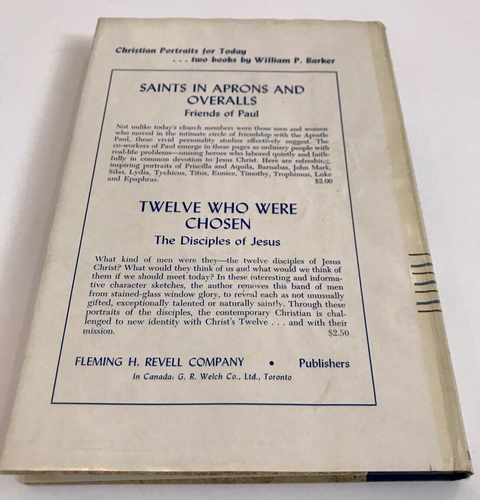 Christian Portraits for Today
. . . two books by William P. Barker
SAINTS IN APRONS AND
OVERALLS
Friends of Paul
Not unlike today's church members were those men and women
who moved in the intimate circle of friendship with the Apostle
Paul, these vivid personality studies effectively suggest. The
co-workers of Paul emerge in these pages as ordinary people with
real-life problems—unsung heroes who labored quietly and faith-
fully in common devotion to Jesus Christ. Here are refreshing,
inspiring portraits of Priscilla and Aquila, Barnabas, John Mark,
Silas, Lydia, Tychicus, Titus, Eunice, Timothy, Trophimus, Luke
and Epaphras. $2.00
TWELVE WHO WERE
CHOSEN
The Disciples of Jesus
What kind of men were they—the twelve disciples of Jesus
Christ? What would they think of us and what would we think of
them if we should meet today? In these interesting and informa-
tive character sketches, the author removes this band of men
from stained-glass window glory, to reveal each as not unusually
gifted, exceptionally talented or naturally saintly. Through these
portraits of the disciples, the contemporary Christian is chal-
lenged to new identity with Christ's Twelve . . . and with their
mission. $2.50
FLEMING H. REVELL COMPANY • Publishers
In Canada: G. R. Welch Co., Ltd., Toronto